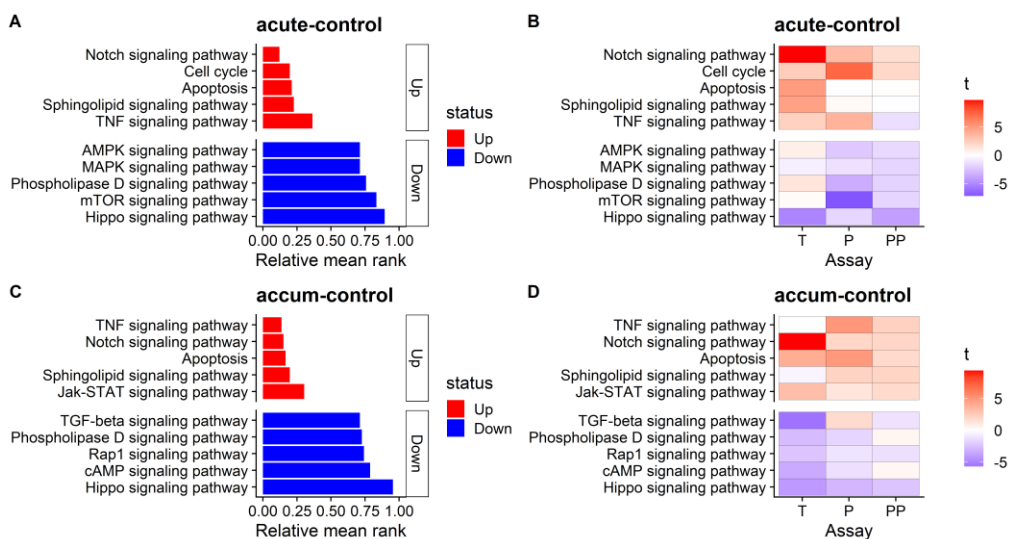 A
acute-control
Notch signaling pathway
Cell cycle
Apoptosis
Sphingolipid signaling pathway
TNF signaling pathway
Up
AMPK signaling pathway
MAPK signaling pathway
Phospholipase D signaling pathway
mTOR signaling pathway
Hippo signaling pathway
Down
0.00 0.25 0.50 0.75 1.00
Relative mean rank
status
Up
Down
B
acute-control
Notch signaling pathway
Cell cycle
Apoptosis
Sphingolipid signaling pathway
TNF signaling pathway
AMPK signaling pathway
MAPK signaling pathway
Phospholipase D signaling pathway
mTOR signaling pathway
Hippo signaling pathway
T P PP
Assay
t
5
0
-5
C
accum-control
TNF signaling pathway
Notch signaling pathway
Apoptosis
Sphingolipid signaling pathway
Jak-STAT signaling pathway
Up
TGF-beta signaling pathway
Phospholipase D signaling pathway
Rap1 signaling pathway
cAMP signaling pathway
Hippo signaling pathway
Down
0.00 0.25 0.50 0.75 1.00
Relative mean rank
status
Up
Down
D
accum-control
TNF signaling pathway
Notch signaling pathway
Apoptosis
Sphingolipid signaling pathway
Jak-STAT signaling pathway
TGF-beta signaling pathway
Phospholipase D signaling pathway
Rap1 signaling pathway
cAMP signaling pathway
Hippo signaling pathway
T P PP
Assay
t
5
0
-5